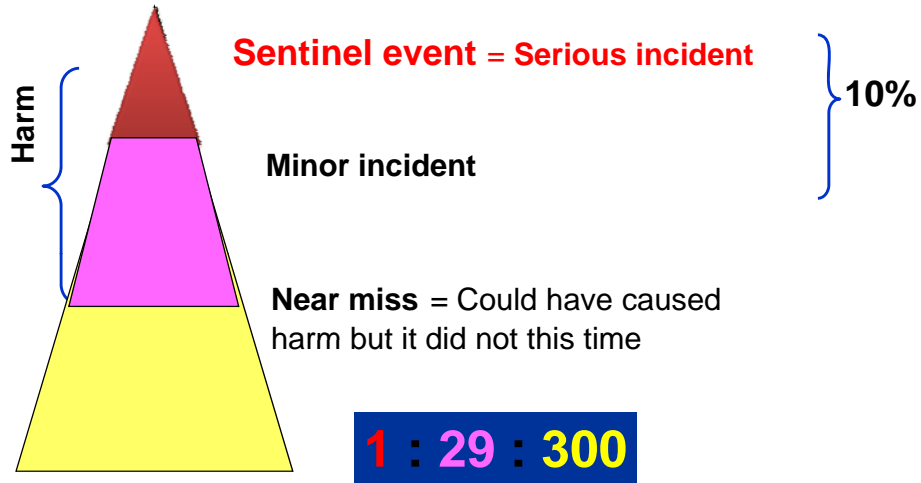 Sentinel event = Serious incident
10%
Harm
Minor incident
Near miss = Could have caused
harm but it did not this time
1 : 29 : 300